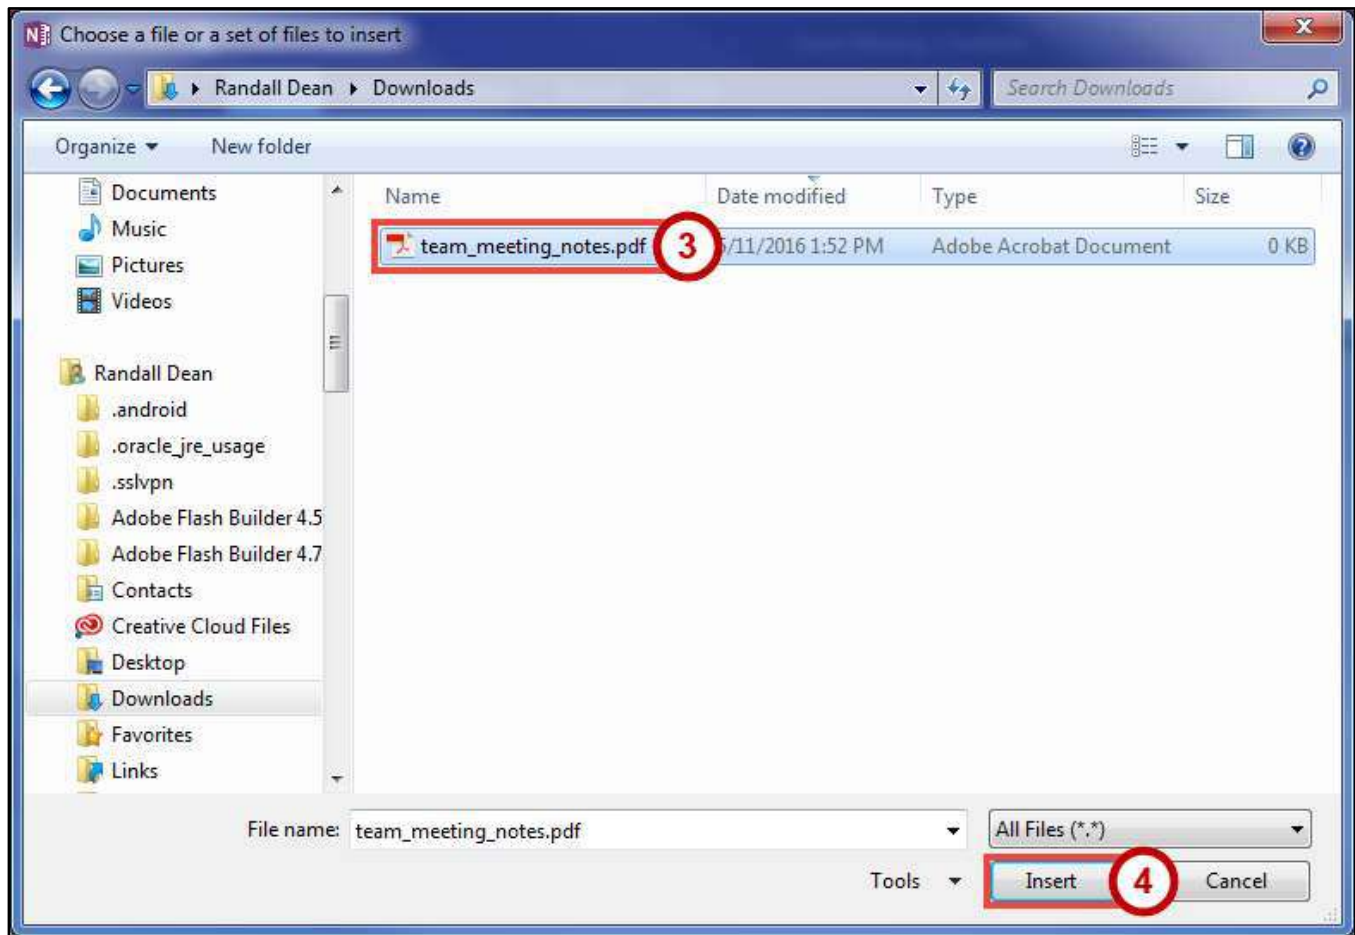 Choose a file or a set of files to insert
Randall Dean Downloads Search Downloads
Organize New folder
Name Date modified Type Size
team_meeting_notes.pdf 3 /11/2016 1:52 PM Adobe Acrobat Document 0 KB
Documents
Music
Pictures
Videos
Randall Dean
.android
.oracle_jre_usage
.sslvpn
Adobe Flash Builder 4.5
Adobe Flash Builder 4.7
Contacts
Creative Cloud Files
Desktop
Downloads
Favorites
Links
File name: team_meeting_notes.pdf All Files (*.*)
Tools Insert 4 Cancel